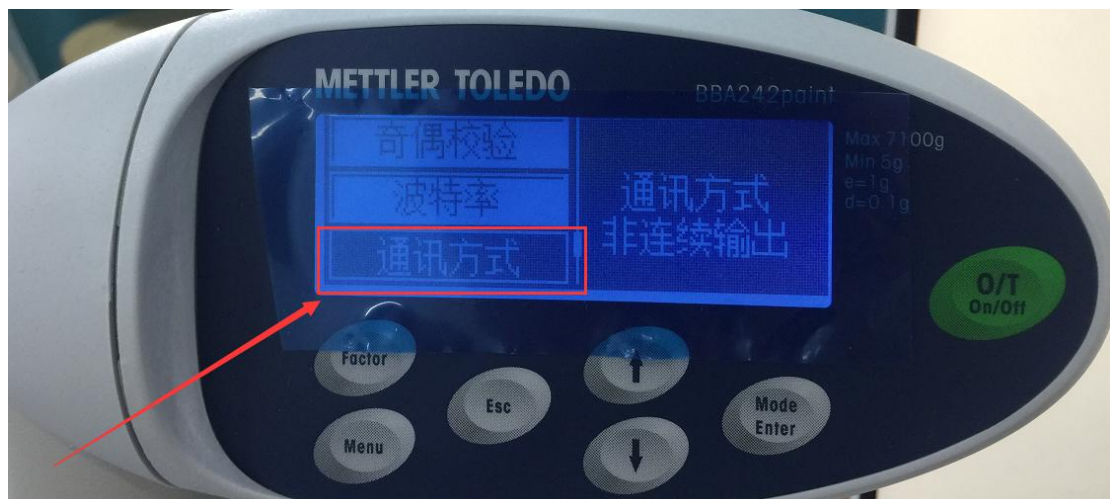 METTLER TOLEDO
BBA242paint
奇偶校验
波特率
通讯方式
通讯方式
非连续输出
Max 7100g
Min 5g
e=1g
d=0.1g
O/T
On/Off
Factor
Esc
Menu
Mode
Enter